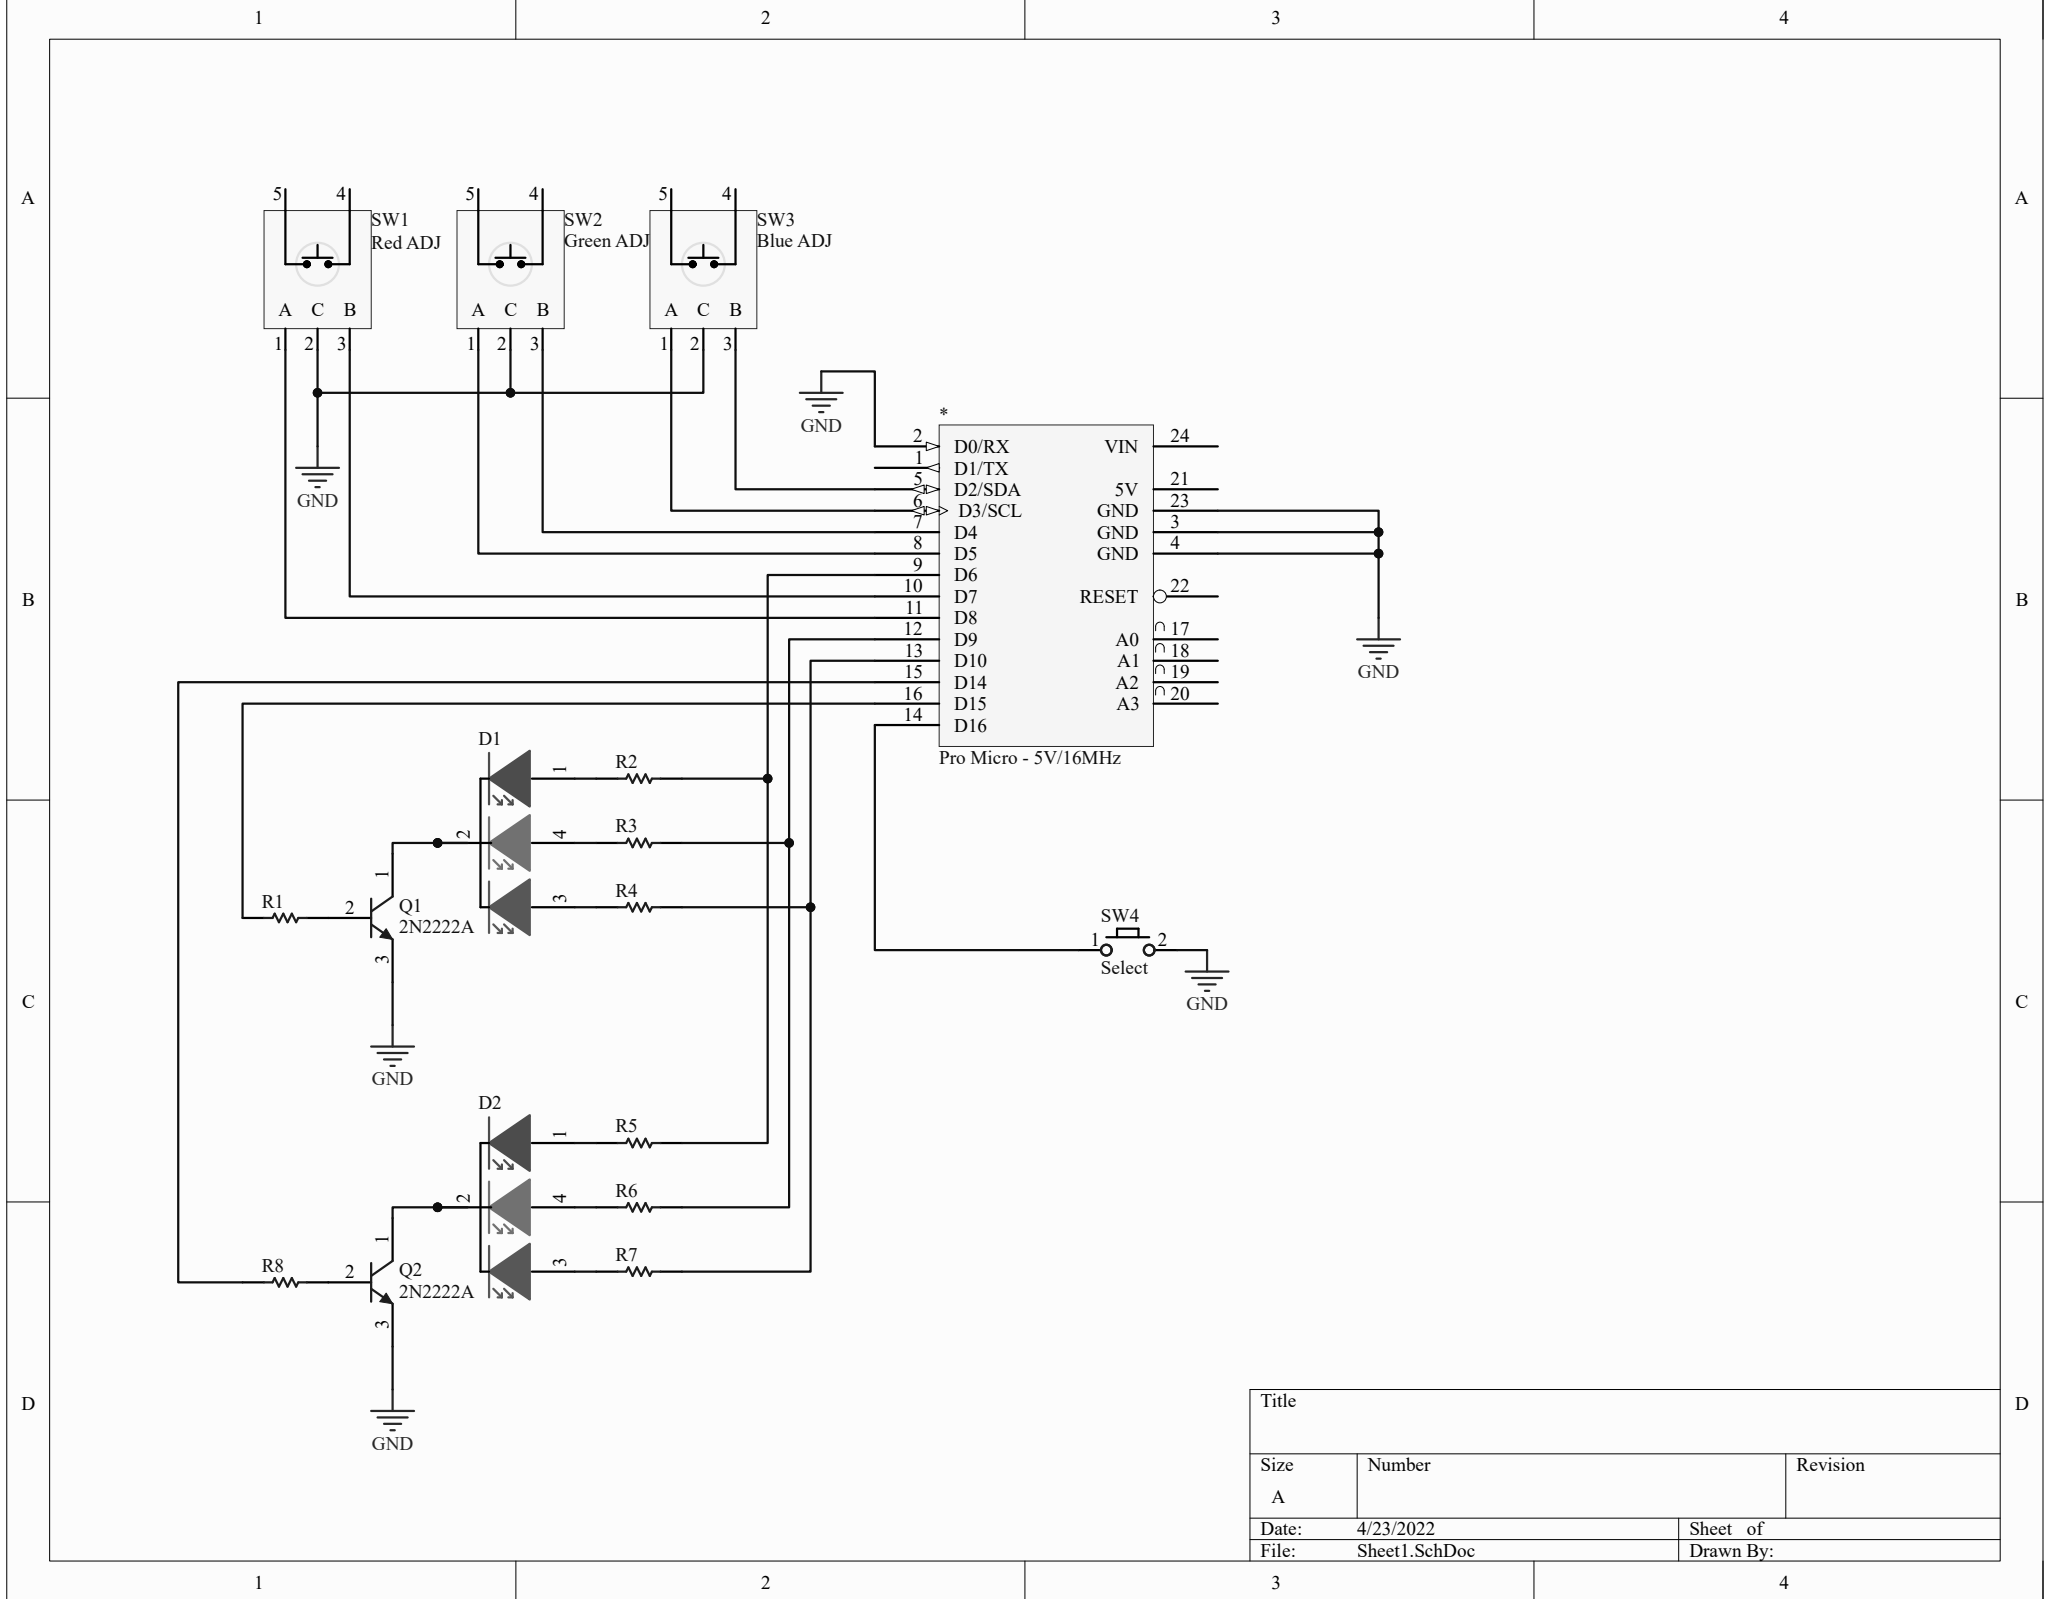 1 2 3 4
A A
5 4 5 4 5 4
SW1 SW2 SW3
Red ADJ Green ADJ Blue ADJ
A C B A C B A C B
1 2 3 1 2 3 1 2 3
GND
GND
*
2 D0/RX VIN 24
1 D1/TX
5 D2/SDA 5V 21
6 D3/SCL GND 23
7 D4 GND 3
8 D5 GND 4
9 D6
10 D7 RESET 22
11 D8
12 D9 A0 17
13 D10 A1 18
15 D14 A2 19
16 D15 A3 20
14 D16
Pro Micro - 5V/16MHz
GND
B B
D1
1 R2
2 4 R3
3 R4
1
R1 2 Q1
2N2222A
3
GND
SW4
1 2
Select
GND
C C
D2
1 R5
2 4 R6
3 R7
1
R8 2 Q2
2N2222A
3
GND
D D
Title
Size Number Revision
A
Date: 4/23/2022 Sheet of
File: Sheet1.SchDoc Drawn By:
1 2 3 4